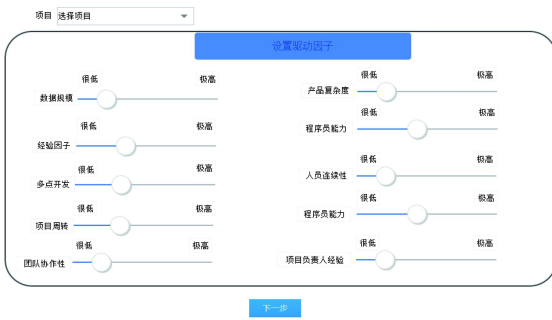 项目 选择项目
设置驱动因子
很低 极高
数据规模
很低 极高
经验因子
很低 极高
多点开发
很低 极高
项目周转
很低 极高
团队协作性
很低 极高
产品复杂度
很低 极高
程序员能力
很低 极高
人员连续性
很低 极高
程序员能力
很低 极高
项目负责人经验
下一步